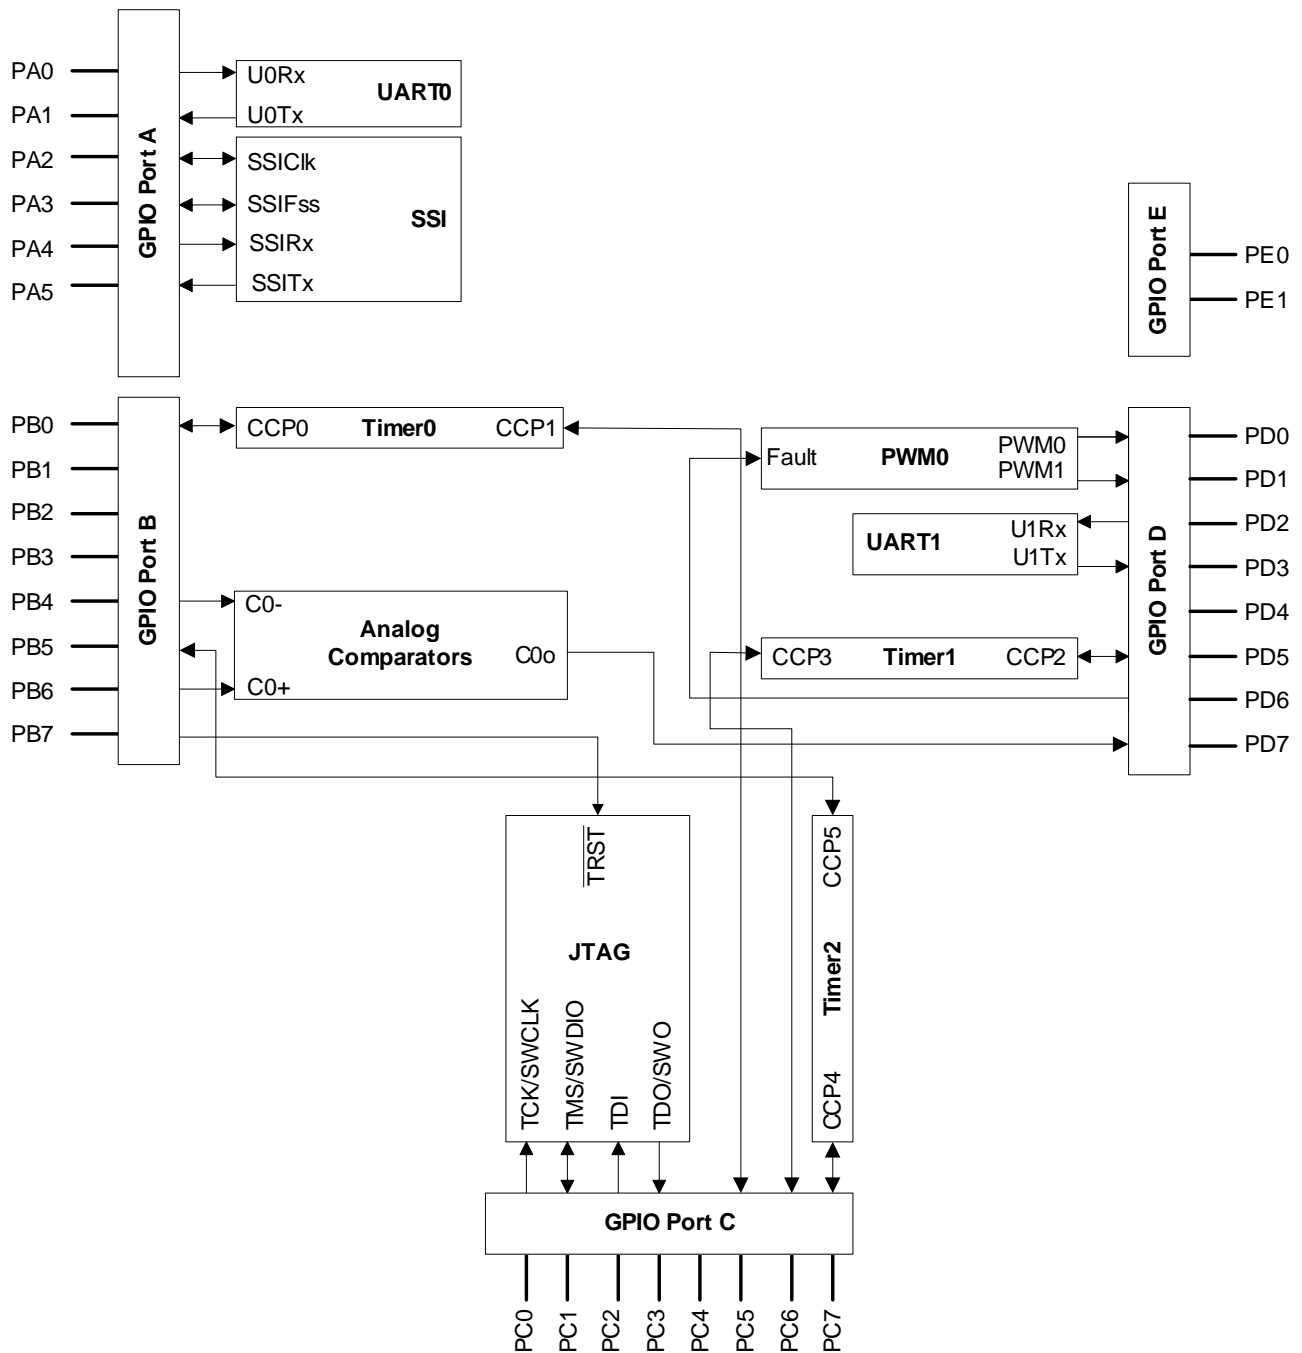 PA0
PA1
PA2
PA3
PA4
PA5
GPIO Port A
U0Rx
U0Tx
UART0
SSIClk
SSIFss
SSIRx
SSITx
SSI
GPIO Port E
PE0
PE1
PB0
PB1
PB2
PB3
PB4
PB5
PB6
PB7
GPIO Port B
CCP0 Timer0 CCP1
C0-
C0+
Analog
Comparators
C0o
Fault PWM0
PWM0
PWM1
UART1
U1Rx
U1Tx
CCP3 Timer1 CCP2
GPIO Port D
PD0
PD1
PD2
PD3
PD4
PD5
PD6
PD7
TRST
JTAG
TCK/SWCLK
TMS/SWDIO
TDI
TDO/SWO
CCP5
Timer2
CCP4
GPIO Port C
PC0
PC1
PC2
PC3
PC4
PC5
PC6
PC7